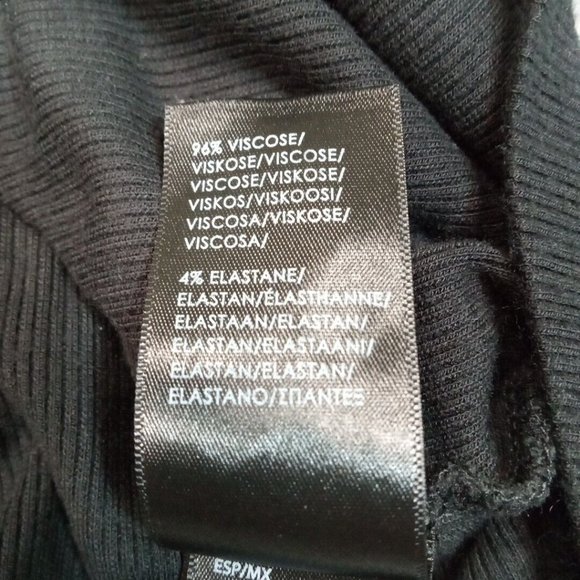 96% VISCOSE/
VISKOSE/VISCOSE/
VISCOSE/VISKOSE/
VISKOS/VISKOOSI/
VISCOSA/VISKOSE/
VISCOSA/
4% ELASTANE/
ELASTAN/ÉLASTHANNE/
ELASTAAN/ELASTAN/
ELASTAN/ELASTAANI/
ELASTAN/ELASTAN/
ELASTANO/ΣΠΑΝΤΕΞ
ESP/MX